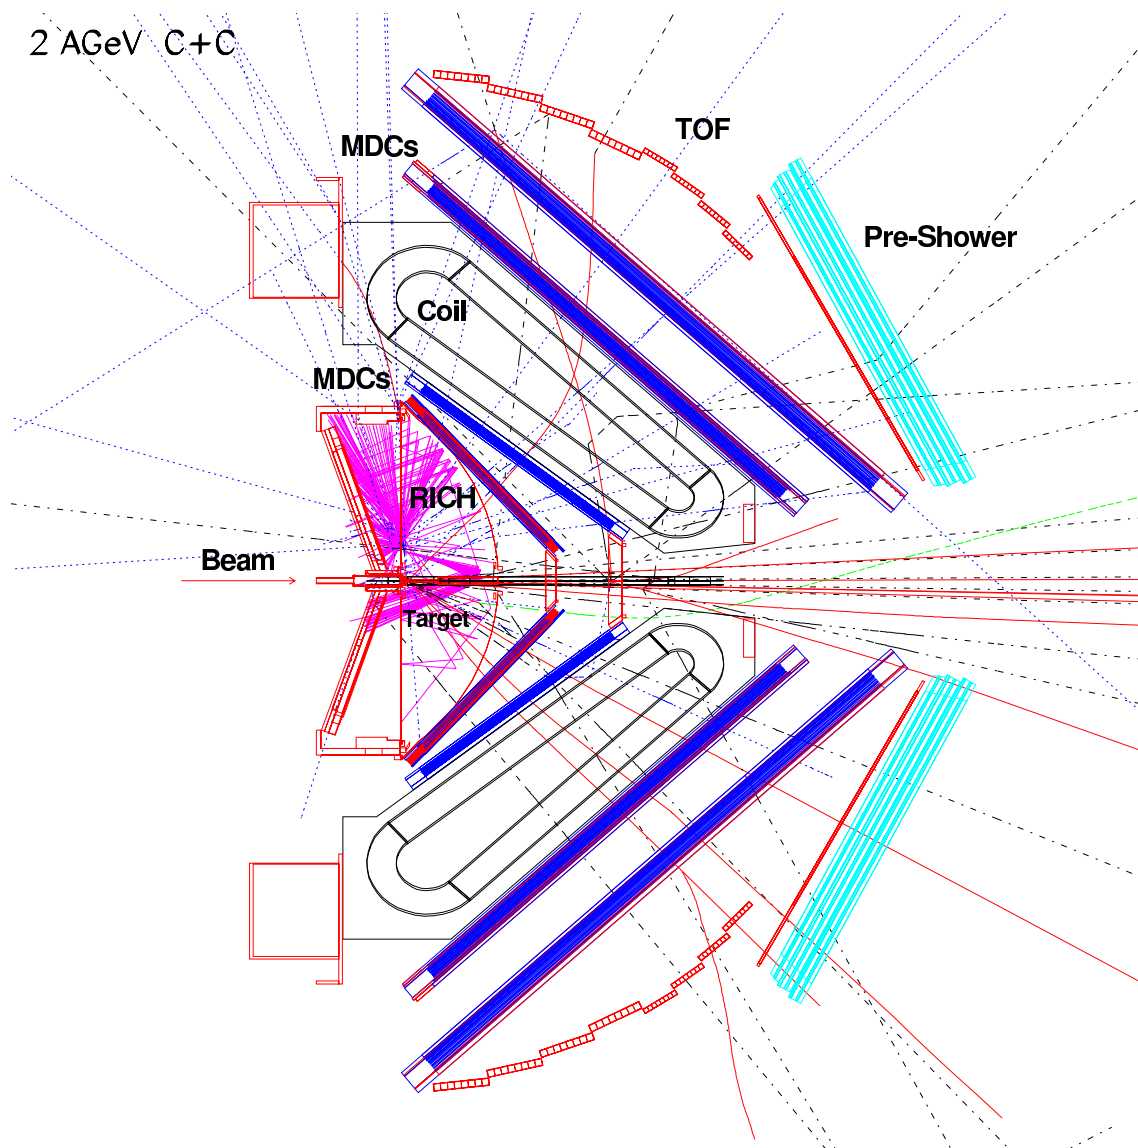 2 AGeV C+C
TOF
MDCs
Pre-Shower
Coil
MDCs
RICH
Beam
Target